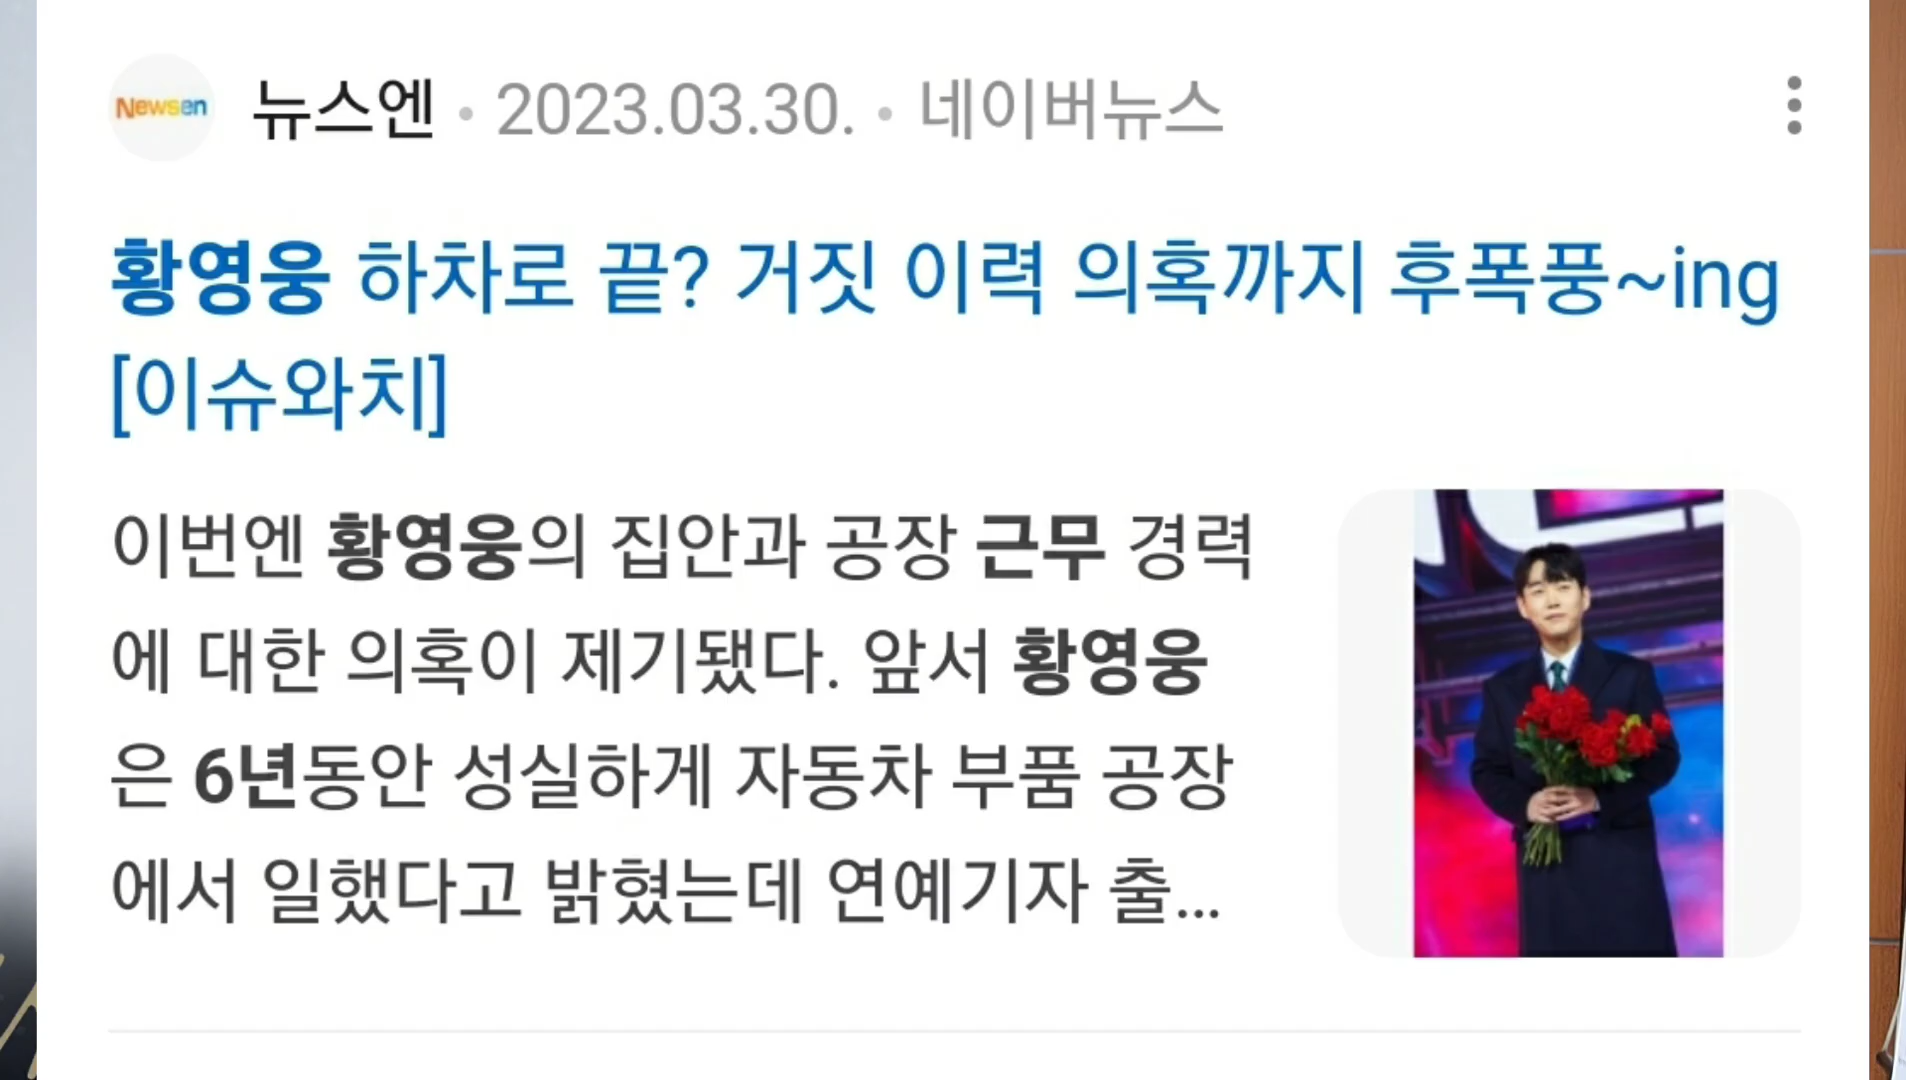 Newsen 뉴스엔 · 2023.03.30. · 네이버뉴스
황영웅 하차로 끝? 거짓 이력 의혹까지 후폭풍~ing
[이슈와치]
이번엔 황영웅의 집안과 공장 근무 경력
에 대한 의혹이 제기됐다. 앞서 황영웅
은 6년동안 성실하게 자동차 부품 공장
에서 일했다고 밝혔는데 연예기자 출...